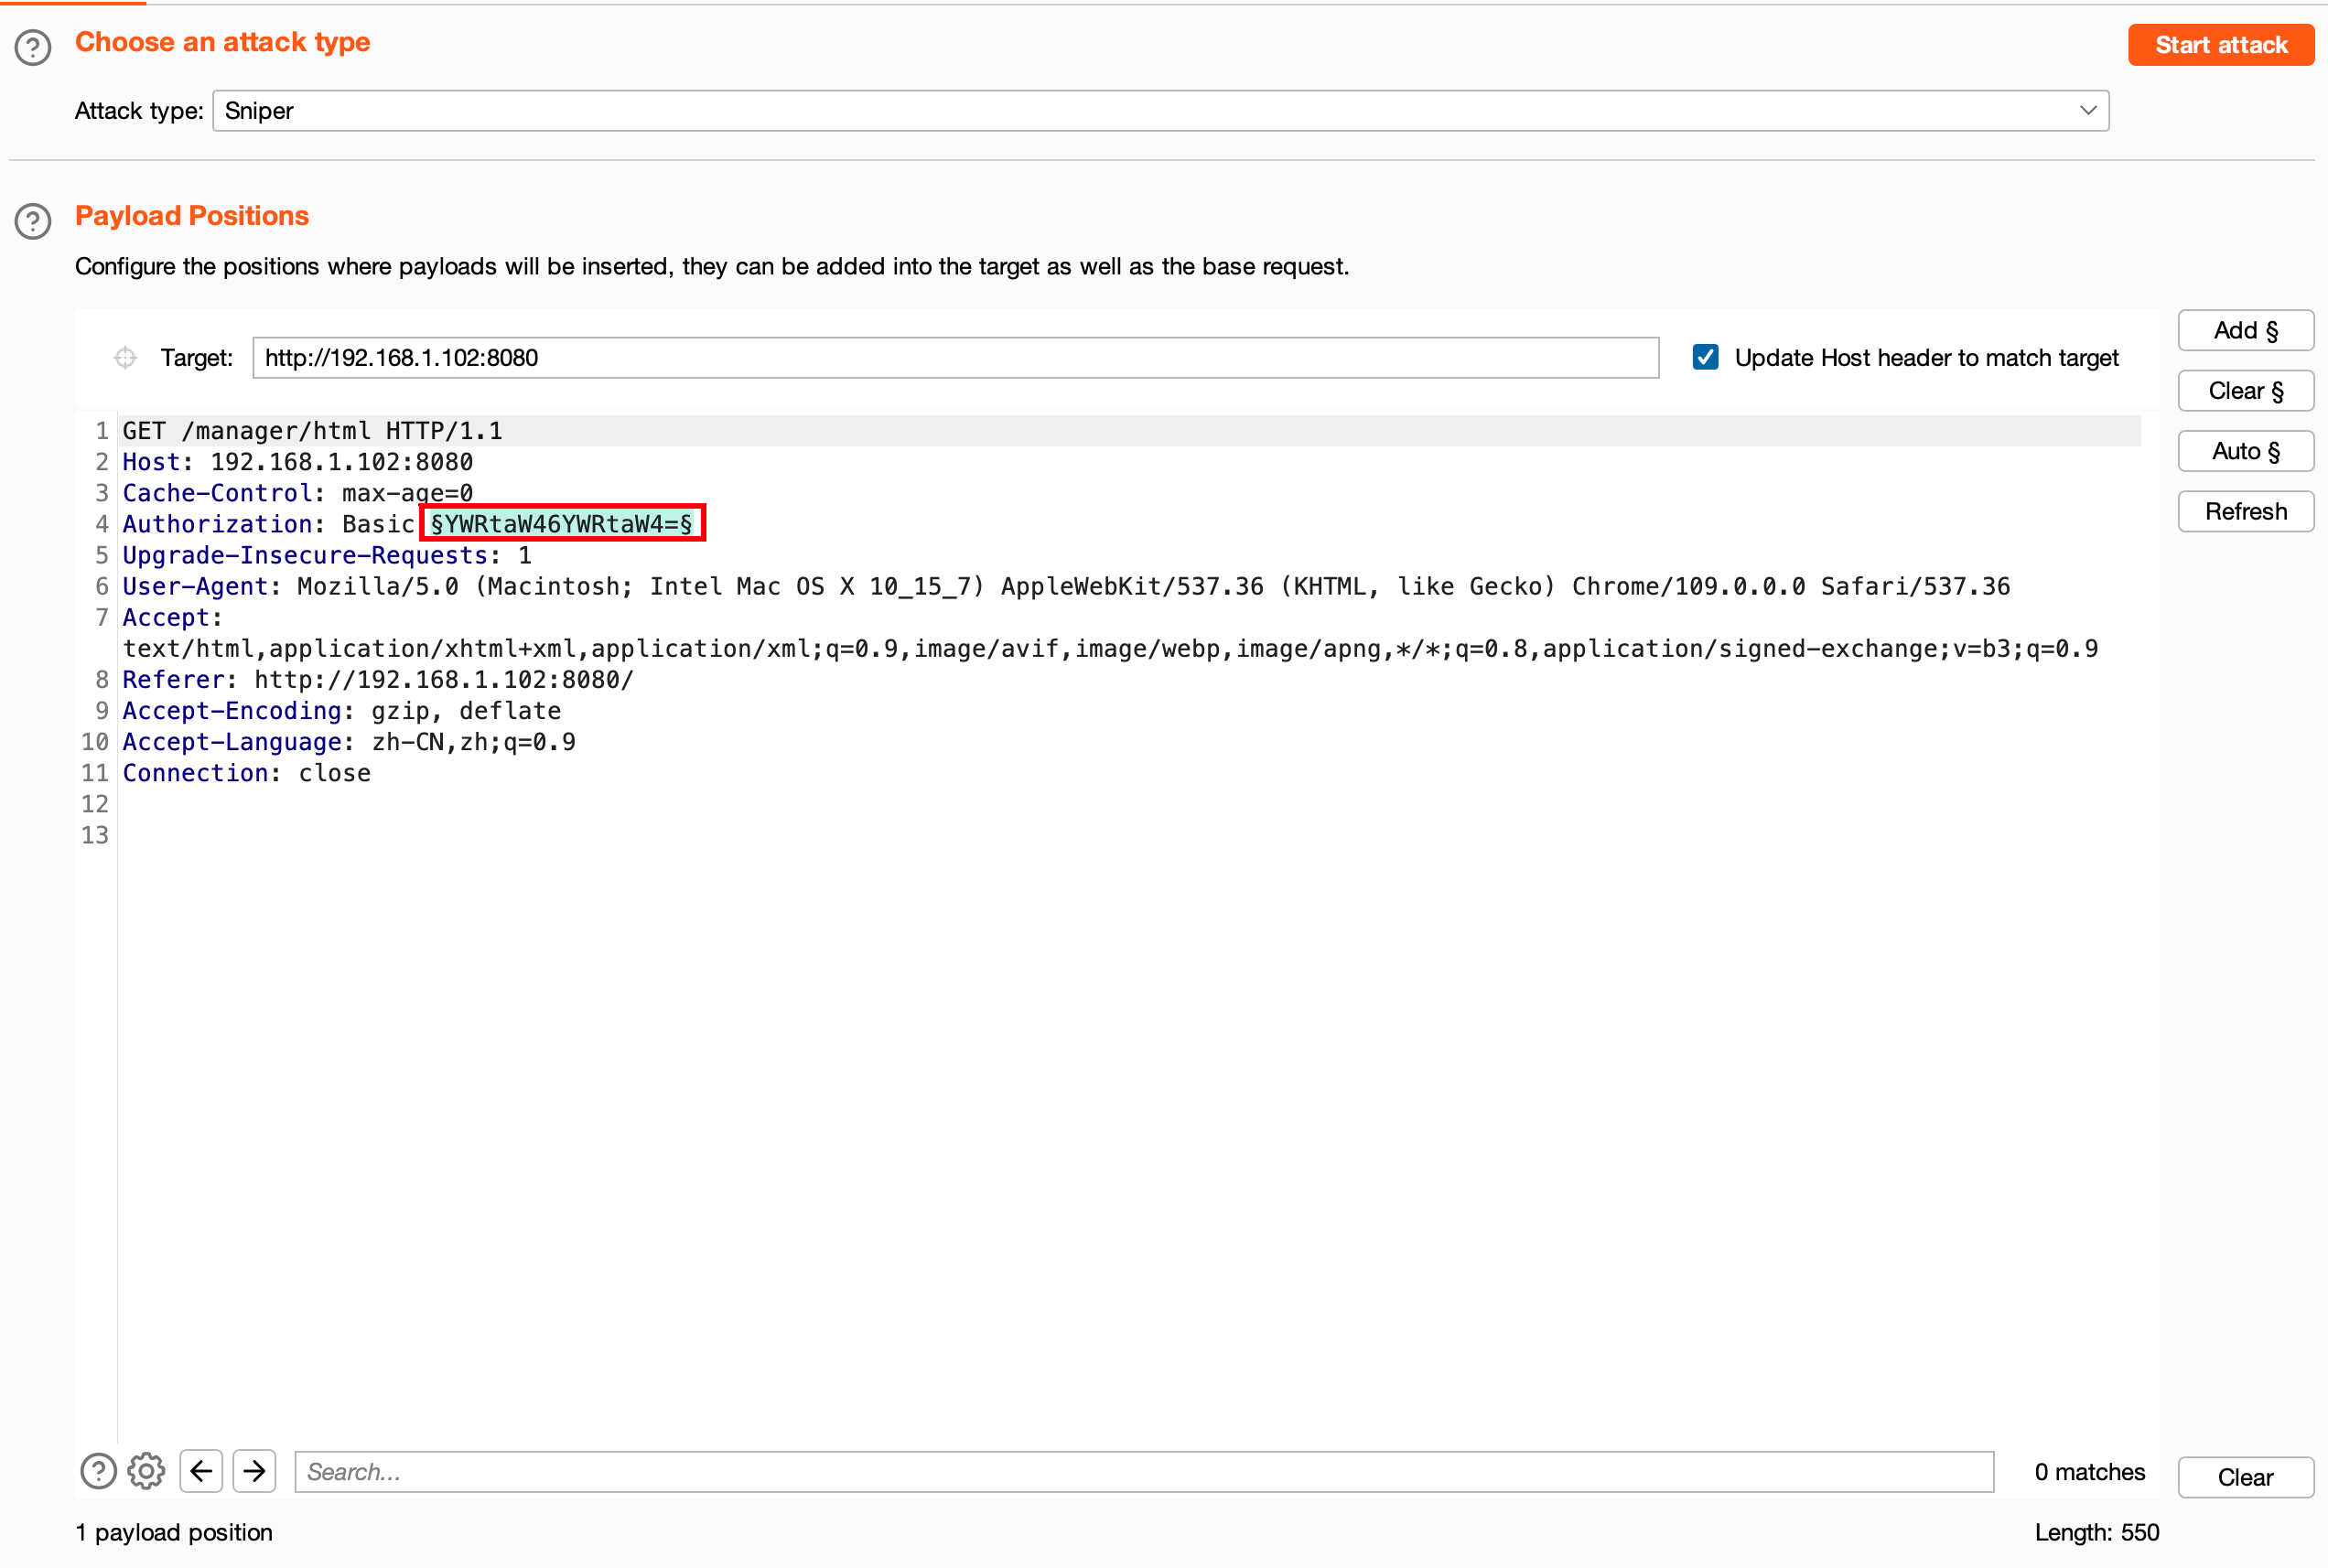 Choose an attack type
Start attack
Attack type: Sniper
Payload Positions
Configure the positions where payloads will be inserted, they can be added into the target as well as the base request.
Add §
Target: http://192.168.1.102:8080
Update Host header to match target
Clear §
Auto §
Refresh
1 GET /manager/html HTTP/1.1
2 Host: 192.168.1.102:8080
3 Cache-Control: max-age=0
4 Authorization: Basic §YWRtaW46YWRtaW4=§
5 Upgrade-Insecure-Requests: 1
6 User-Agent: Mozilla/5.0 (Macintosh; Intel Mac OS X 10_15_7) AppleWebKit/537.36 (KHTML, like Gecko) Chrome/109.0.0.0 Safari/537.36
7 Accept:
text/html,application/xhtml+xml,application/xml;q=0.9,image/avif,image/webp,image/apng,*/*;q=0.8,application/signed-exchange;v=b3;q=0.9
8 Referer: http://192.168.1.102:8080/
9 Accept-Encoding: gzip, deflate
10 Accept-Language: zh-CN,zh;q=0.9
11 Connection: close
12
13
Search...
0 matches
Clear
1 payload position
Length: 550